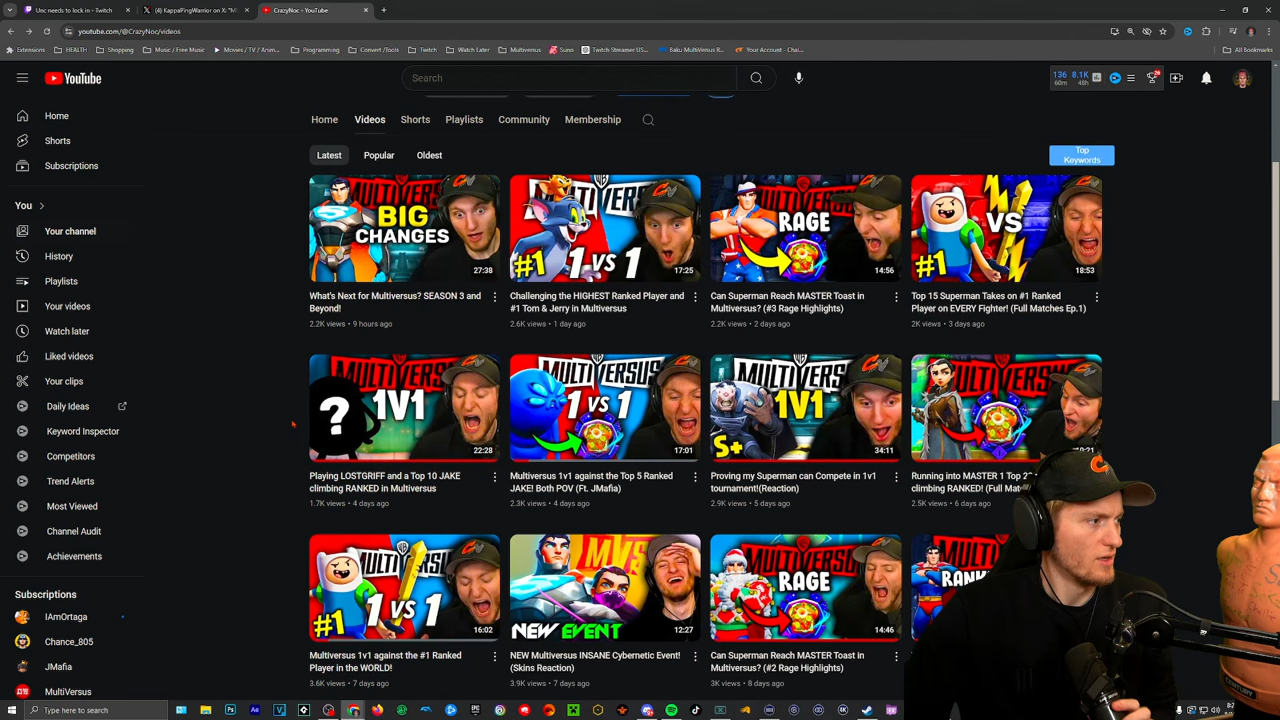 Unc needs to lock in - Twitch
(4) KappaPingWarrior on X:
CrazyNoc - YouTube
youtube.com/@CrazyNoc/videos
Extensions
HEALTH
Shopping
Music / Free Music
Movies / TV / Anim...
Programming
Convert /Tools
Twitch
Watch Later
Multiversus
Suno
Twitch Streamer US...
Baku MultiVersus R...
Your Account - Chai...
All Bookmarks
YouTube
Search
136
60m
8.1K
48h
Home
Shorts
Subscriptions
You
Your channel
History
Playlists
Your videos
Watch later
Liked videos
Your clips
Daily Ideas
Keyword Inspector
Competitors
Trend Alerts
Most Viewed
Channel Audit
Achievements
Subscriptions
IAmOrtaga
Chance_805
JMafia
MultiVersus
Home
Videos
Shorts
Playlists
Community
Membership
Latest
Popular
Oldest
Top
Keywords
MULTIVERSUS
BIG
CHANGES
27:38
What's Next for Multiversus? SEASON 3 and
Beyond!
2.2K views • 9 hours ago
#1
1 VS 1
17:25
Challenging the HIGHEST Ranked Player and
#1 Tom & Jerry in Multiversus
2.6K views • 1 day ago
RAGE
14:56
Can Superman Reach MASTER Toast in
Multiversus? (#3 Rage Highlights)
2.2K views • 2 days ago
#1
VS
18:53
Top 15 Superman Takes on #1 Ranked
Player on EVERY Fighter! (Full Matches Ep.1)
2K views • 3 days ago
?
1V1
22:28
Playing LOSTGRIFF and a Top 10 JAKE
climbing RANKED in Multiversus
1.7K views • 4 days ago
1 VS 1
17:01
Multiversus 1v1 against the Top 5 Ranked
JAKE! Both POV (Ft. JMafia)
2.3K views • 4 days ago
1V1
S+
34:11
Proving my Superman can Compete in 1v1
tournament!(Reaction)
2.9K views • 5 days ago
Running into MASTER 1 Top
climbing RANKED! (Full
2.5K views • 6 days ago
#1
1 VS 1
16:02
Multiversus 1v1 against the #1 Ranked
Player in the WORLD!
3.6K views • 7 days ago
NEW EVENT
12:27
NEW Multiversus INSANE Cybernetic Event!
(Skins Reaction)
3.9K views • 7 days ago
RAGE
14:46
Can Superman Reach MASTER Toast in
Multiversus? (#2 Rage Highlights)
3K views • 8 days ago
CENTURY
Type here to search